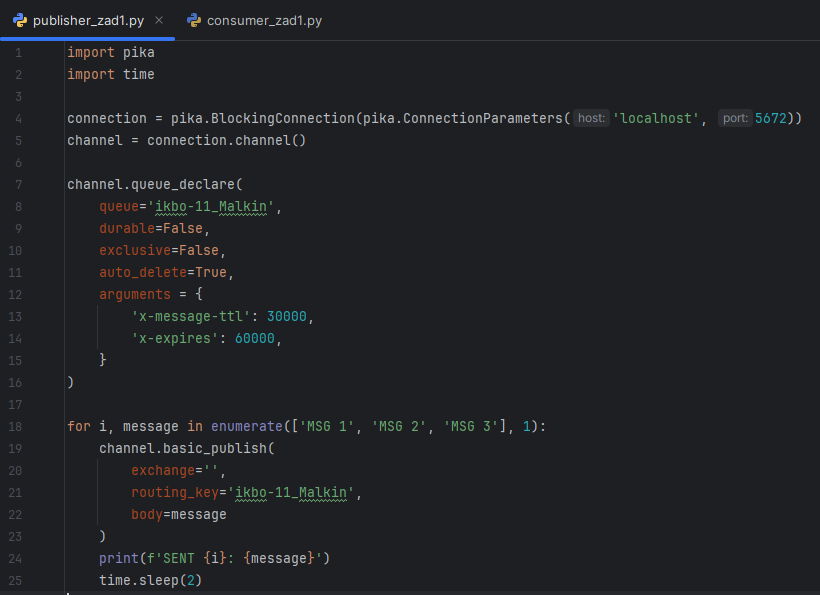 publisher_zad1.py × consumer_zad1.py
1 import pika
2 import time
3
4 connection = pika.BlockingConnection(pika.ConnectionParameters( host: 'localhost', port: 5672))
5 channel = connection.channel()
6
7 channel.queue_declare(
8     queue='ikbo-11_Malkin',
9     durable=False,
10     exclusive=False,
11     auto_delete=True,
12     arguments = {
13         'x-message-ttl': 30000,
14         'x-expires': 60000,
15     }
16 )
17
18 for i, message in enumerate(['MSG 1', 'MSG 2', 'MSG 3'], 1):
19     channel.basic_publish(
20         exchange='',
21         routing_key='ikbo-11_Malkin',
22         body=message
23     )
24     print(f'SENT {i}: {message}')
25     time.sleep(2)